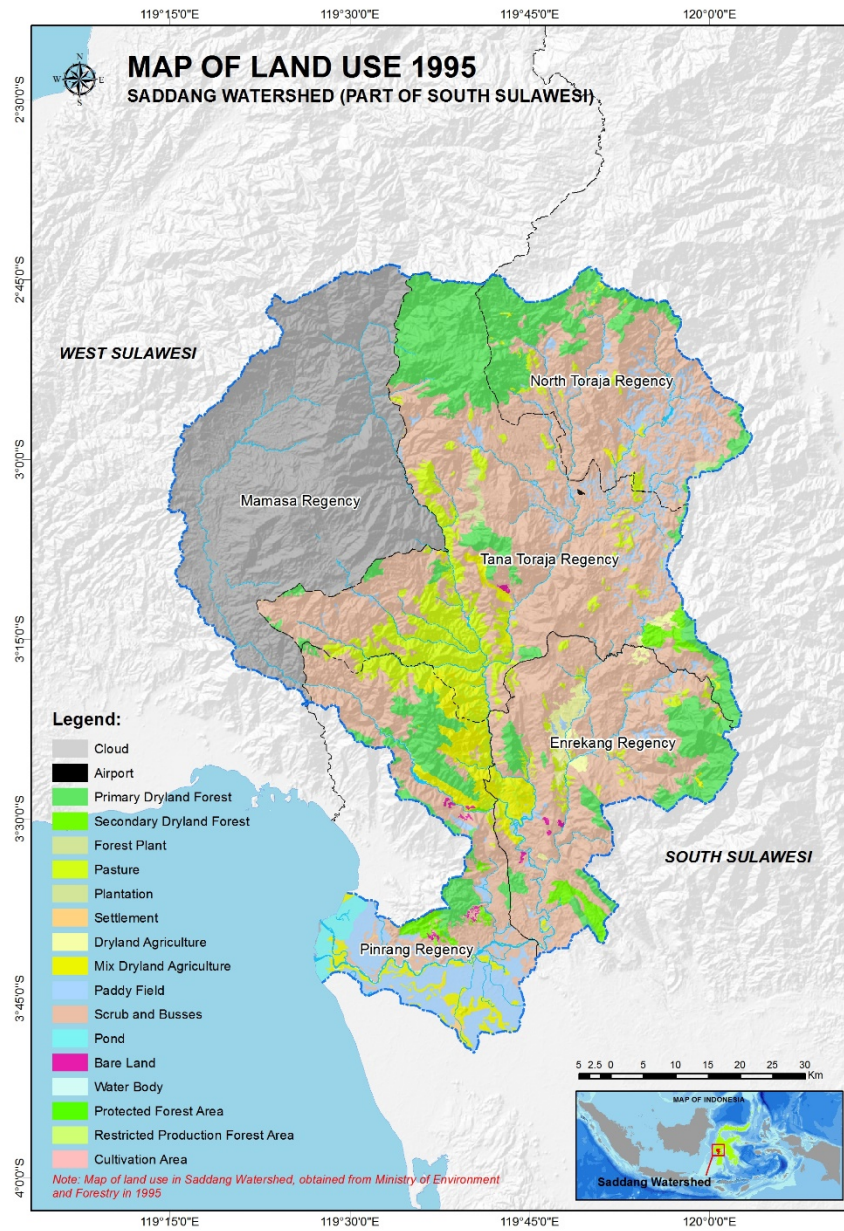 119°15'0"E 119°30'0"E 119°45'0"E 120°0'0"E
MAP OF LAND USE 1995
SADDANG WATERSHED (PART OF SOUTH SULAWESI)
N
W E
S
2°30'0"S
2°45'0"S
3°0'0"S
3°15'0"S
3°30'0"S
3°45'0"S
4°0'0"S
WEST SULAWESI
North Toraja Regency
Mamasa Regency
Tana Toraja Regency
Enrekang Regency
SOUTH SULAWESI
Pinrang Regency
Legend:
Cloud
Airport
Primary Dryland Forest
Secondary Dryland Forest
Forest Plant
Pasture
Plantation
Settlement
Dryland Agriculture
Mix Dryland Agriculture
Paddy Field
Scrub and Busses
Pond
Bare Land
Water Body
Protected Forest Area
Restricted Production Forest Area
Cultivation Area
Note: Map of land use in Saddang Watershed, obtained from Ministry of Environment
and Forestry in 1995
5 2.5 0 5 10 15 20 25 30
Km
MAP OF INDONESIA
Saddang Watershed
119°15'0"E 119°30'0"E 119°45'0"E 120°0'0"E